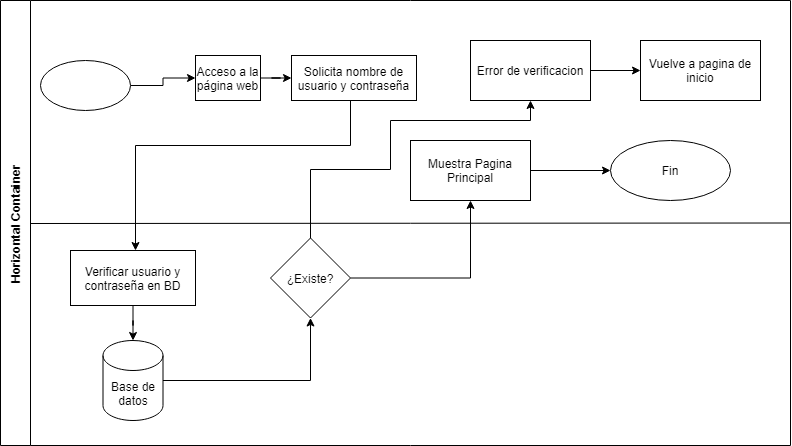 Horizontal Container
Acceso a la
página web
Solicita nombre de
usuario y contraseña
Error de verificacion
Vuelve a pagina de
inicio
Muestra Pagina
Principal
Fin
Verificar usuario y
contraseña en BD
¿Existe?
Base de
datos